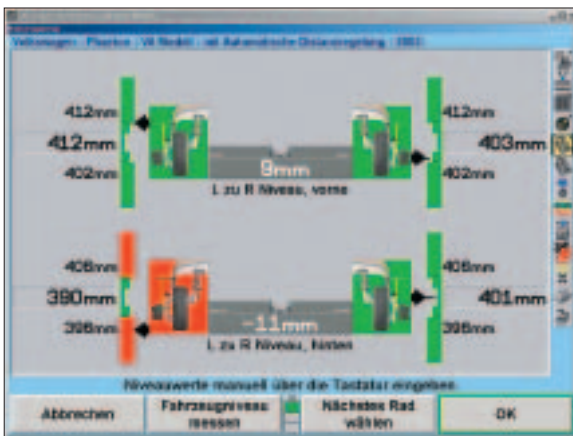 Volkswagen : Phaeton : V6 Modell : mit Automatische Distanzregelung : 2003
412mm
412mm
402mm
9mm
L zu R Niveau, vorne
412mm
403mm
402mm
406mm
390mm
396mm
-11mm
L zu R Niveau, hinten
406mm
401mm
396mm
Niveauwerte manuell über die Tastatur eingeben.
Abbrechen
Fahrzeugniveau messen
Nächstes Rad wählen
OK